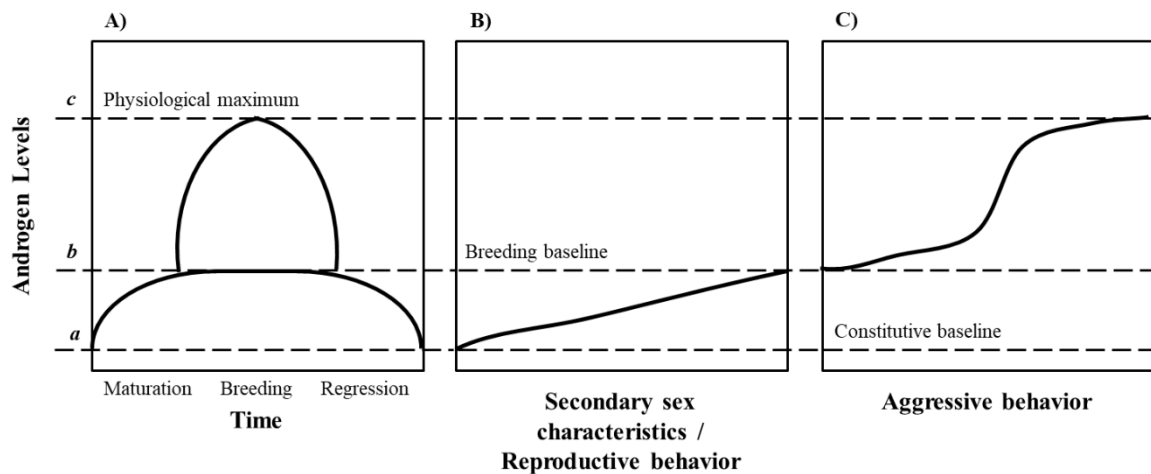 A)
B)
C)
c
Physiological maximum
b
Breeding baseline
a
Constitutive baseline
Androgen Levels
Maturation Breeding Regression
Time
Secondary sex
characteristics /
Reproductive behavior
Aggressive behavior